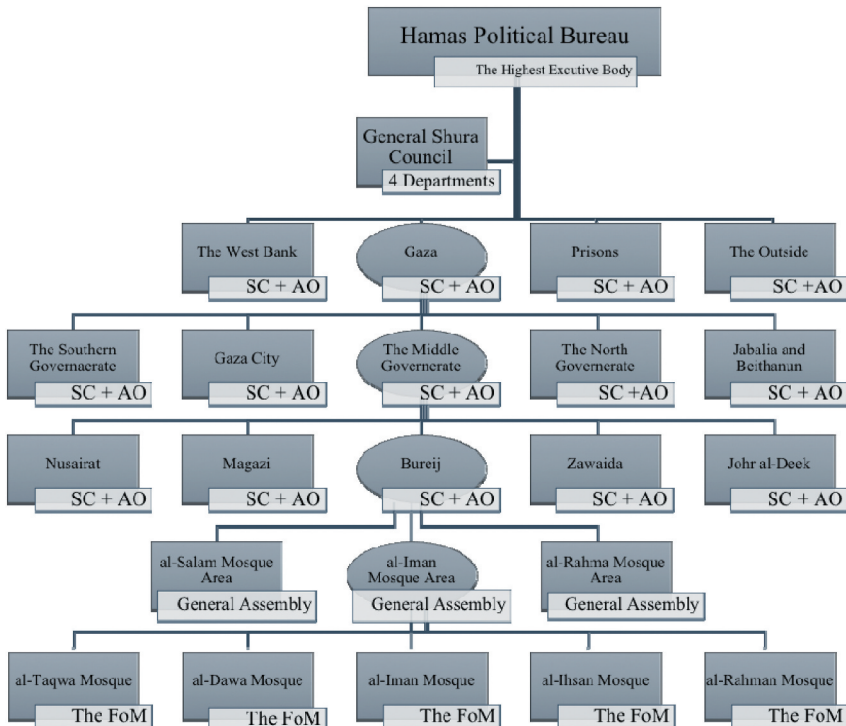 Hamas Political Bureau
The Highest Excutive Body
General Shura
Council
4 Departments
The West Bank
SC + AO
Gaza
SC + AO
Prisons
SC + AO
The Outside
SC +AO
The Southern
Governaerate
SC + AO
Gaza City
SC + AO
The Middle
Governerate
SC + AO
The North
Governerate
SC +AO
Jabalia and
Beithanun
SC + AO
Nusairat
SC + AO
Magazi
SC + AO
Bureij
SC + AO
Zawaida
SC + AO
Johr al-Deek
SC + AO
al-Salam Mosque
Area
General Assembly
al-Iman
Mosque Area
General Assembly
al-Rahma Mosque
Area
General Assembly
al-Taqwa Mosque
The FoM
al-Dawa Mosque
The FoM
al-Iman Mosque
The FoM
al-Ihsan Mosque
The FoM
al-Rahman Mosque
The FoM